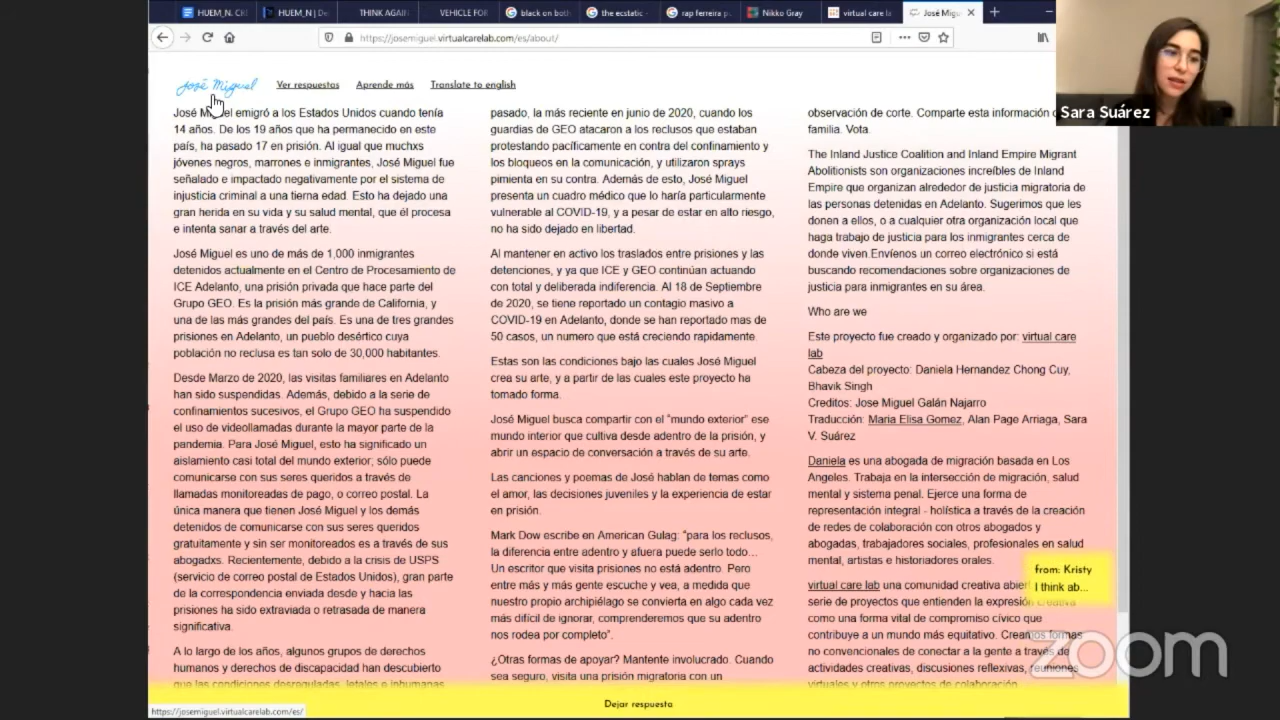 HUEM_N. CR
HUEM_N | De
THINK AGAIN
VEHICLE FOR
black on both
the ecstatic -
rap ferreira p
Nikko Gray
virtual care la
José Migu
https://josemiguel.virtualcarelab.com/es/about/
Sara Suárez
José Miguel
Ver respuestas
Aprende más
Translate to english
José Miguel emigró a los Estados Unidos cuando tenía
14 años. De los 19 años que ha permanecido en este
país, ha pasado 17 en prisión. Al igual que muchxs
jóvenes negros, marrones e inmigrantes, José Miguel fue
señalado e impactado negativamente por el sistema de
injusticia criminal a una tierna edad. Esto ha dejado una
gran herida en su vida y su salud mental, que él procesa
e intenta sanar a través del arte.
José Miguel es uno de más de 1,000 inmigrantes
detenidos actualmente en el Centro de Procesamiento de
ICE Adelanto, una prisión privada que hace parte del
Grupo GEO. Es la prisión más grande de California, y
una de las más grandes del país. Es una de tres grandes
prisiones en Adelanto, un pueblo desértico cuya
población no reclusa es tan solo de 30,000 habitantes.
Desde Marzo de 2020, las visitas familiares en Adelanto
han sido suspendidas. Además, debido a la serie de
confinamientos sucesivos, el Grupo GEO ha suspendido
el uso de videollamadas durante la mayor parte de la
pandemia. Para José Miguel, esto ha significado un
aislamiento casi total del mundo exterior; sólo puede
comunicarse con sus seres queridos a través de
llamadas monitoreadas de pago, o correo postal. La
única manera que tienen José Miguel y los demás
detenidos de comunicarse con sus seres queridos
gratuitamente y sin ser monitoreados es a través de sus
abogadxs. Recientemente, debido a la crisis de USPS
(servicio de correo postal de Estados Unidos), gran parte
de la correspondencia enviada desde y hacia las
prisiones ha sido extraviada o retrasada de manera
significativa.
A lo largo de los años, algunos grupos de derechos
humanos y derechos de discapacidad han descubierto
que las condiciones desreguladas, letales e inhumanas
pasado, la más reciente en junio de 2020, cuando los
guardias de GEO atacaron a los reclusos que estaban
protestando pacíficamente en contra del confinamiento y
los bloqueos en la comunicación, y utilizaron sprays
pimienta en su contra. Además de esto, José Miguel
presenta un cuadro médico que lo haría particularmente
vulnerable al COVID-19, y a pesar de estar en alto riesgo,
no ha sido dejado en libertad.
Al mantener en activo los traslados entre prisiones y las
detenciones, y ya que ICE y GEO continúan actuando
con total y deliberada indiferencia. Al 18 de Septiembre
de 2020, se tiene reportado un contagio masivo a
COVID-19 en Adelanto, donde se han reportado mas de
50 casos, un numero que está creciendo rapidamente
Estas son las condiciones bajo las cuales José Miguel
crea su arte, y a partir de las cuales este proyecto ha
tomado forma.
José Miguel busca compartir con el “mundo exterior” ese
mundo interior que cultiva desde adentro de la prisión, y
abrir un espacio de conversación a través de su arte.
Las canciones y poemas de José hablan de temas como
el amor, las decisiones juveniles y la experiencia de estar
en prisión.
Mark Dow escribe en American Gulag: “para los reclusos,
la diferencia entre adentro y afuera puede serlo todo…
Un escritor que visita prisiones no está adentro. Pero
entre más y más gente escuche y vea, a medida que
nuestro propio archipiélago se convierta en algo cada vez
más difícil de ignorar, comprenderemos que su adentro
nos rodea por completo”.
¿Otras formas de apoyar? Mantente involucrado. Cuando
sea seguro, visita una prisión migratoria con un
observación de corte. Comparte esta información
familia. Vota.
The Inland Justice Coalition and Inland Empire Migrant
Abolitionists son organizaciones increíbles de Inland
Empire que organizan alrededor de justicia migratoria de
las personas detenidas en Adelanto. Sugerimos que les
donen a ellos, o a cualquier otra organización local que
haga trabajo de justicia para los inmigrantes cerca de
donde viven.Envíenos un correo electrónico si está
buscando recomendaciones sobre organizaciones de
justicia para inmigrantes en su área.
Who are we
Este proyecto fue creado y organizado por: virtual care
lab
Cabeza del proyecto: Daniela Hernandez Chong Cuy,
Bhavik Singh
Creditos: Jose Miguel Galán Najarro
Traducción: Maria Elisa Gomez, Alan Page Arriaga, Sara
V. Suárez
Daniela es una abogada de migración basada en Los
Angeles. Trabaja en la intersección de migración, salud
mental y sistema penal. Ejerce una forma de
representación integral - holística a través de la creación
de redes de colaboración con otros abogados y
abogadas, trabajadores sociales, profesionales en salud
mental, artistas e historiadores orales.
virtual care lab una comunidad creativa abier
serie de proyectos que entienden la expresión creativa
como una forma vital de compromiso cívico que
contribuye a un mundo más equitativo. Creamos formas
no convencionales de conectar a la gente a través de
actividades creativas, discusiones reflexivas, reuniones
virtuales y otros proyectos de colaboración.
from: Kristy
I think ab...
zoom
Dejar respuesta
https://josemiguel.virtualcarelab.com/es/